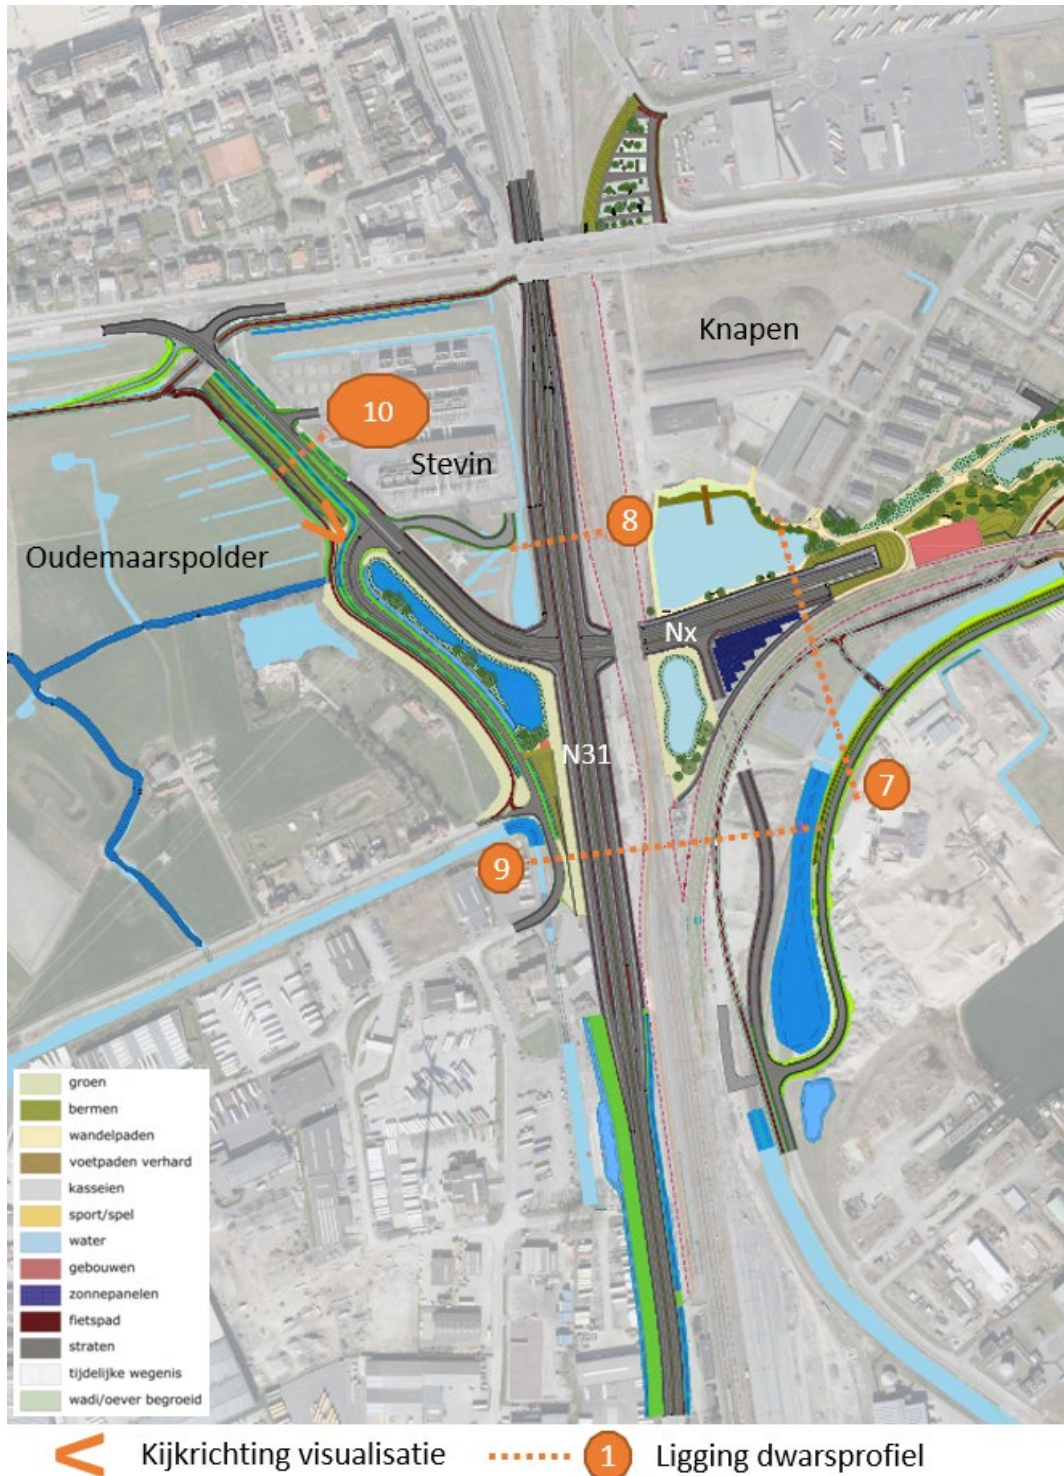 Knapen
10
Stevin
8
Oudemaarspolder
Nx
N31
7
9
groen
bermen
wandelpaden
voetpaden verhard
kasseien
sport/spel
water
gebouwen
zonnepanelen
fietspad
straten
tijdelijke wegenis
wadi/oever begroeid
Kijkrichting visualisatie
1 Ligging dwarsprofiel